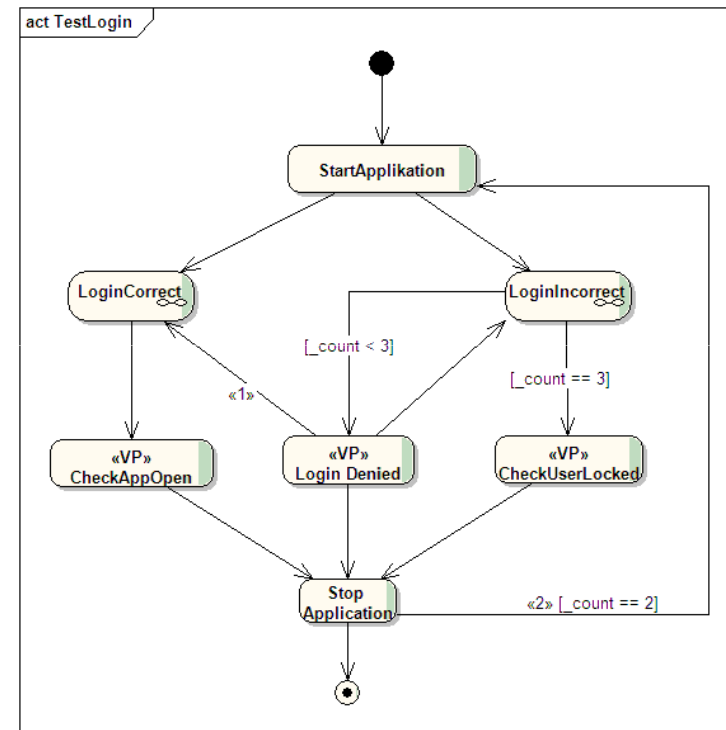 act TestLogin
StartApplikation
LoginCorrect
LoginIncorrect
[_count < 3]
[_count == 3]
«1»
«VP»
CheckAppOpen
«VP»
Login Denied
«VP»
CheckUserLocked
Stop
Application
«2» [_count == 2]